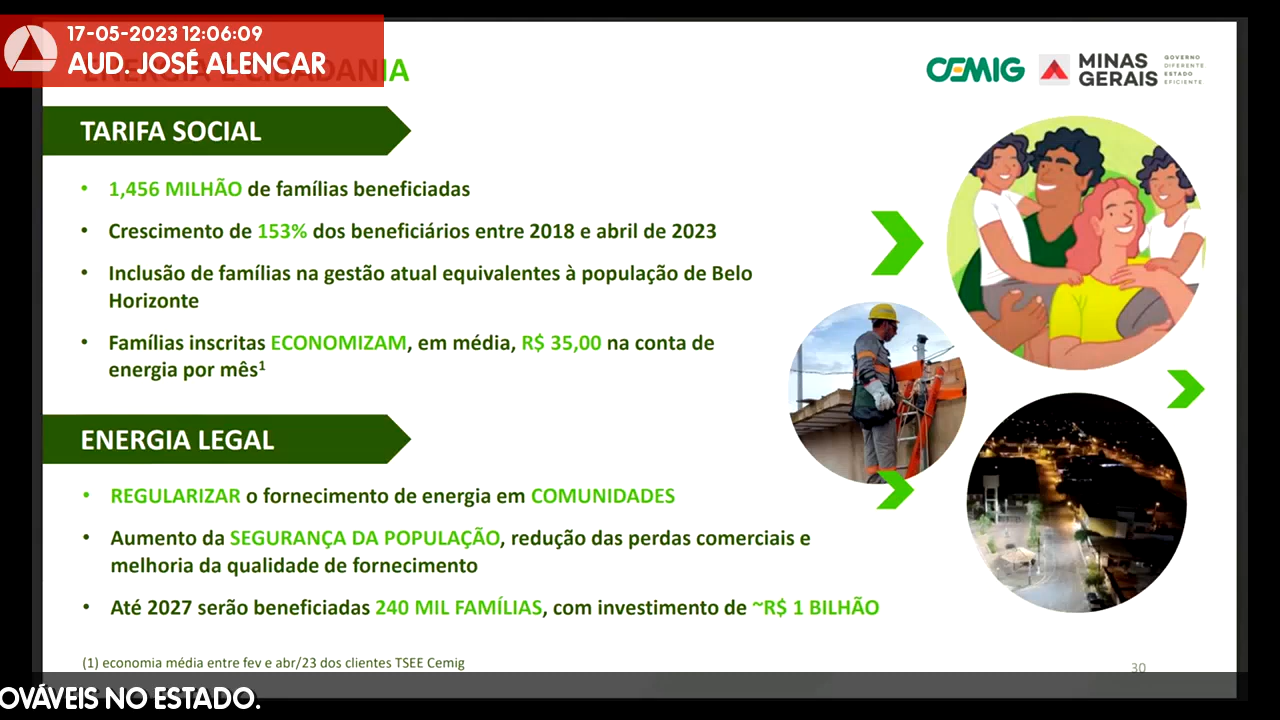 17-05-2023 12:06:09
AUD. JOSÉ ALENCAR
CEMIG
MINAS
GERAIS
GOVERNO
DIFERENTE
ESTADO
EFICIENTE
TARIFA SOCIAL
• 1,456 MILHÃO de famílias beneficiadas
• Crescimento de 153% dos beneficiários entre 2018 e abril de 2023
• Inclusão de famílias na gestão atual equivalentes à população de Belo
Horizonte
• Famílias inscritas ECONOMIZAM, em média, R$ 35,00 na conta de
energia por mês¹
ENERGIA LEGAL
• REGULARIZAR o fornecimento de energia em COMUNIDADES
• Aumento da SEGURANÇA DA POPULAÇÃO, redução das perdas comerciais e
melhoria da qualidade de fornecimento
• Até 2027 serão beneficiadas 240 MIL FAMÍLIAS, com investimento de ~R$ 1 BILHÃO
(1) economia média entre fev e abr/23 dos clientes TSEE Cemig
30
OVÁVEIS NO ESTADO.